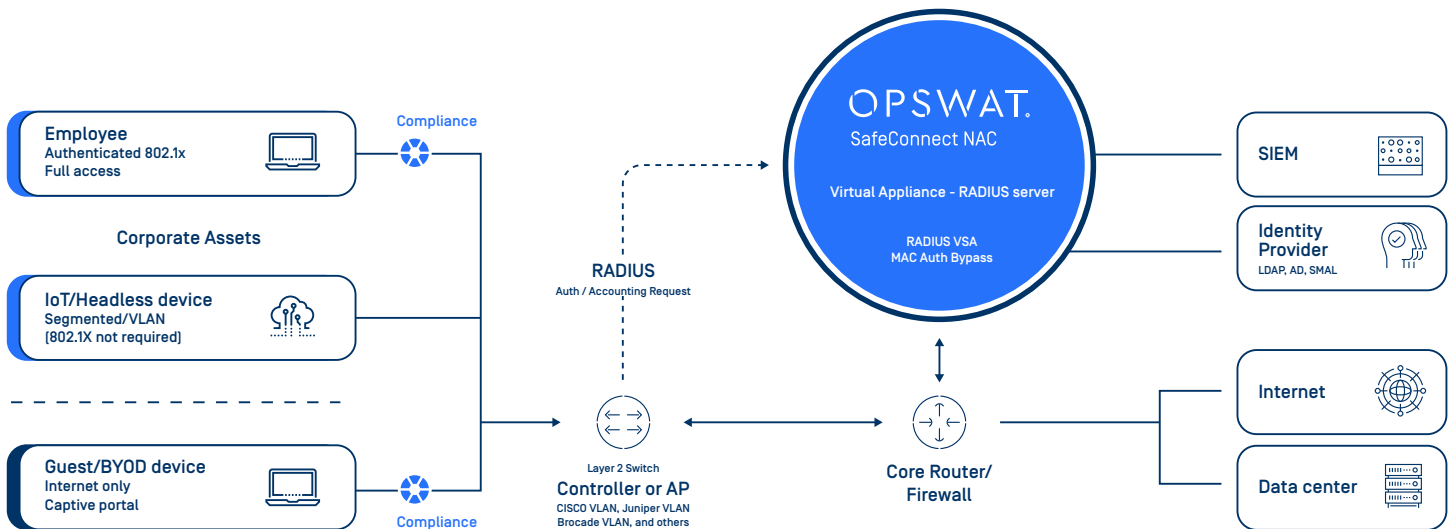 Employee
Authenticated 802.1x
Full access
Compliance
Corporate Assets
IoT/Headless device
Segmented/VLAN
(802.1X not required)
Guest/BYOD device
Internet only
Captive portal
Compliance
RADIUS
Auth / Accounting Request
Layer 2 Switch
Controller or AP
CISCO VLAN, Juniper VLAN
Brocade VLAN, and others
OPSWAT.
SafeConnect NAC
Virtual Appliance - RADIUS server
RADIUS VSA
MAC Auth Bypass
Core Router/
Firewall
SIEM
Identity
Provider
LDAP, AD, SMAL
Internet
Data center